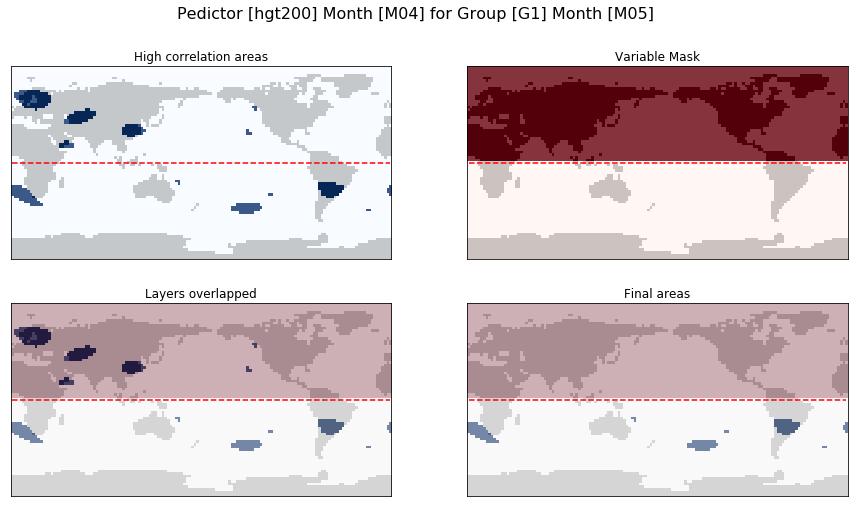 Pedictor [hgt200] Month [M04] for Group [G1] Month [M05]
High correlation areas
Variable Mask
Layers overlapped
Final areas